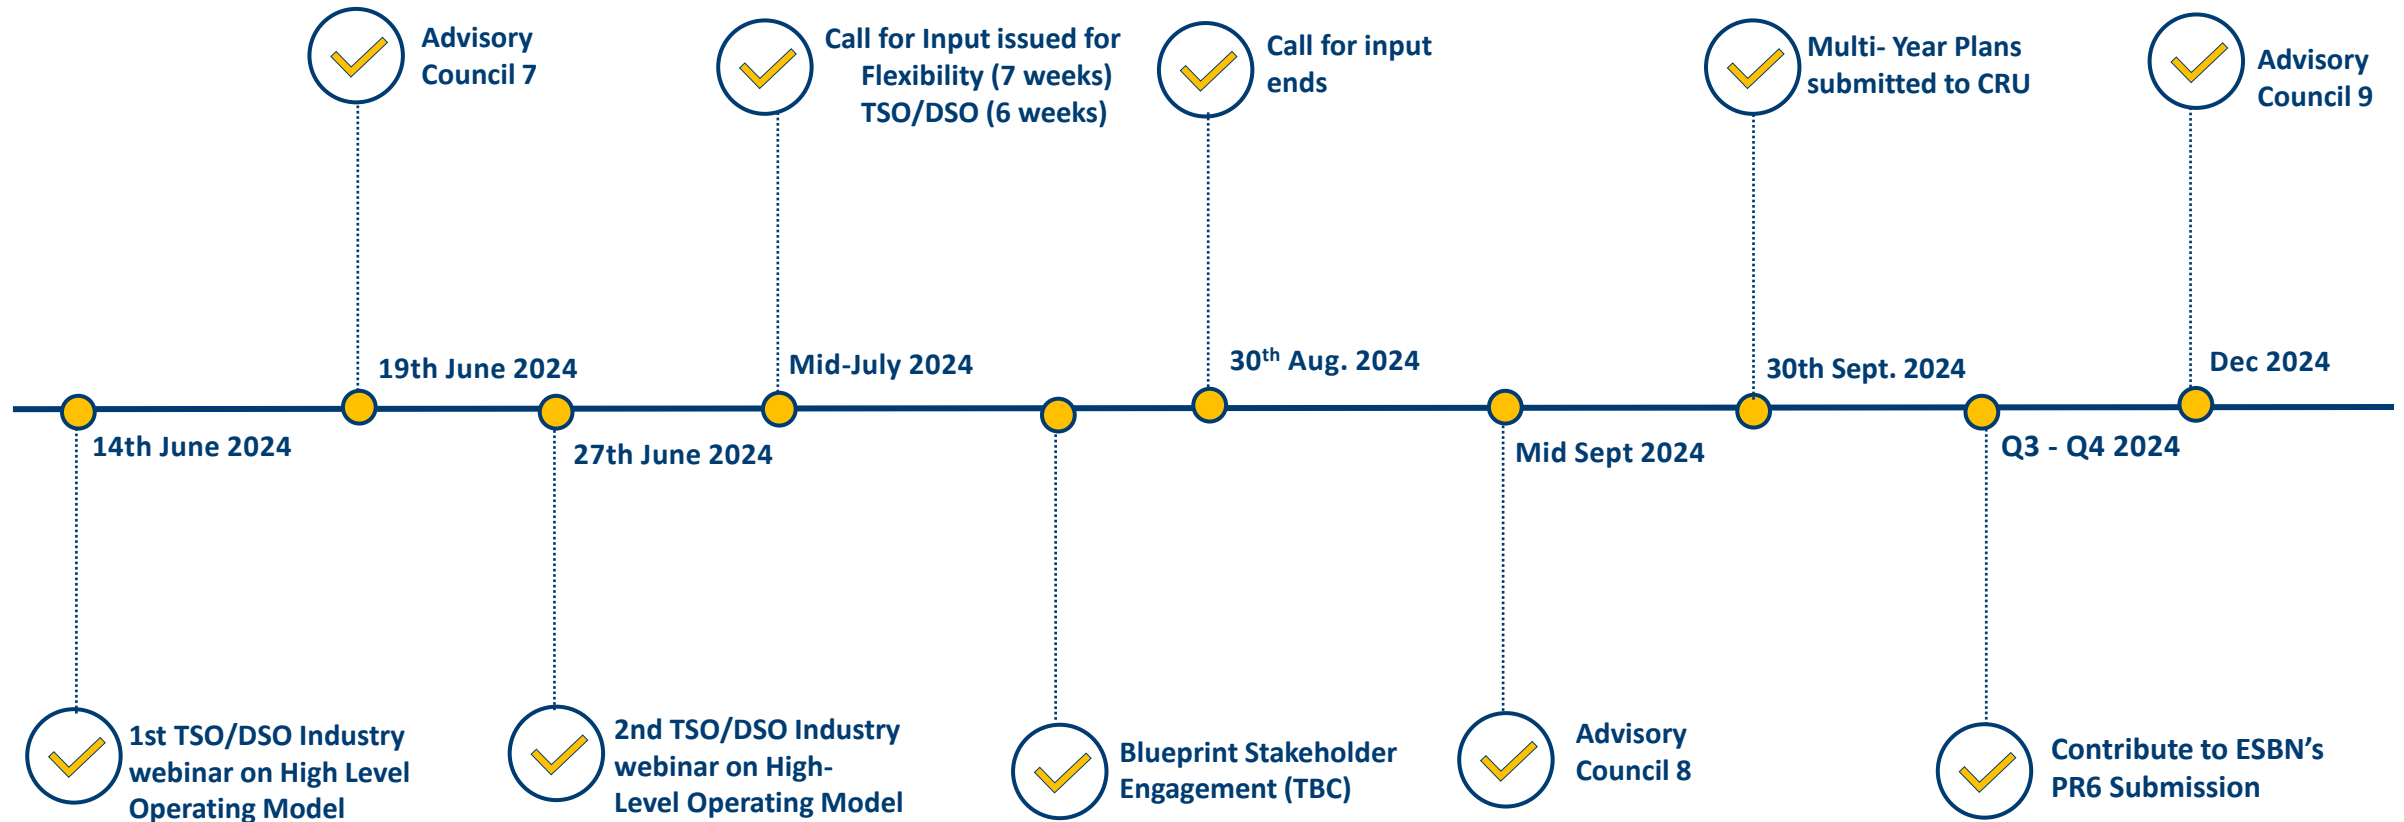 Advisory
Council 7
Call for Input issued for
Flexibility (7 weeks)
TSO/DSO (6 weeks)
Call for input
ends
Multi- Year Plans
submitted to CRU
Advisory
Council 9
19th June 2024
Mid-July 2024
30th Aug. 2024
30th Sept. 2024
Dec 2024
14th June 2024
27th June 2024
Mid Sept 2024
Q3 - Q4 2024
1st TSO/DSO Industry
webinar on High Level
Operating Model
2nd TSO/DSO Industry
webinar on High-
Level Operating Model
Blueprint Stakeholder
Engagement (TBC)
Advisory
Council 8
Contribute to ESBN’s
PR6 Submission